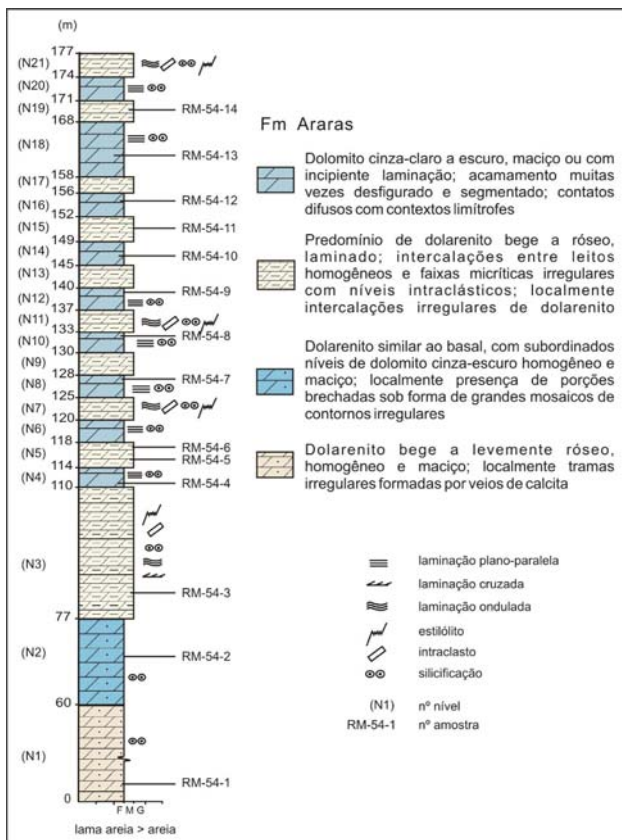 (m)
177
(N21)
174
(N20)
171
(N19)
RM-54-14
168
(N18)
RM-54-13
158
(N17)
156
(N16)
RM-54-12
152
(N15)
RM-54-11
149
(N14)
RM-54-10
145
(N13)
140
RM-54-9
(N12)
137
(N11)
133
RM-54-8
(N10)
130
(N9)
128
RM-54-7
(N8)
125
(N7)
120
(N6)
118
RM-54-6
(N5)
RM-54-5
114
(N4)
RM-54-4
110
(N3)
RM-54-3
77
(N2)
RM-54-2
60
(N1)
RM-54-1
0
F M G
lama areia > areia
Fm Araras
Dolomito cinza-claro a escuro, maciço ou com
incipiente laminação; acamamento muitas
vezes desfigurado e segmentado; contatos
difusos com contextos limítrofes
Predomínio de dolarenito bege a róseo,
laminado; intercalações entre leitos
homogêneos e faixas micríticas irregulares
com níveis intraclásticos; localmente
intercalações irregulares de dolarenito
Dolarenito similar ao basal, com subordinados
níveis de dolomito cinza-escuro homogêneo e
maciço; localmente presença de porções
brechadas sob forma de grandes mosaicos de
contornos irregulares
Dolarenito bege a levemente róseo,
homogêneo e maciço; localmente tramas
irregulares formadas por veios de calcita
laminação plano-paralela
laminação cruzada
laminação ondulada
estilólito
intraclasto
silicificação
(N1) nº nível
RM-54-1 nº amostra